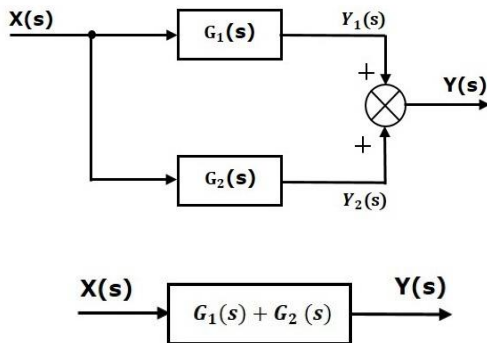 X(s)
G₁(s)
Y₁(s)
+
Y(s)
+
G₂(s)
Y₂(s)
X(s)
G₁(s) + G₂ (s)
Y(s)